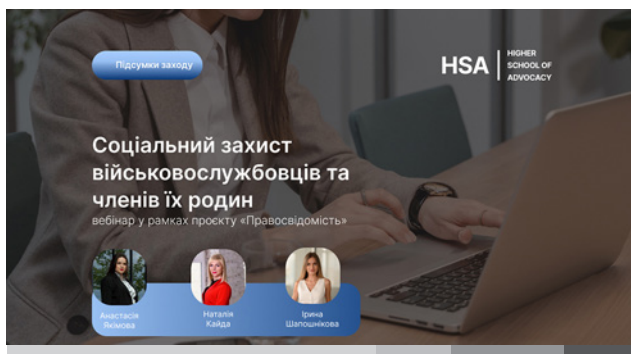 Підсумки заходу
HSA
HIGHER
SCHOOL OF
ADVOCACY
Соціальний захист
військовослужбовців та
членів їх родин
вебінар у рамках проєкту «Правосвідомість»
Анастасія
Якімова
Наталія
Кайда
Ірина
Шапошнікова